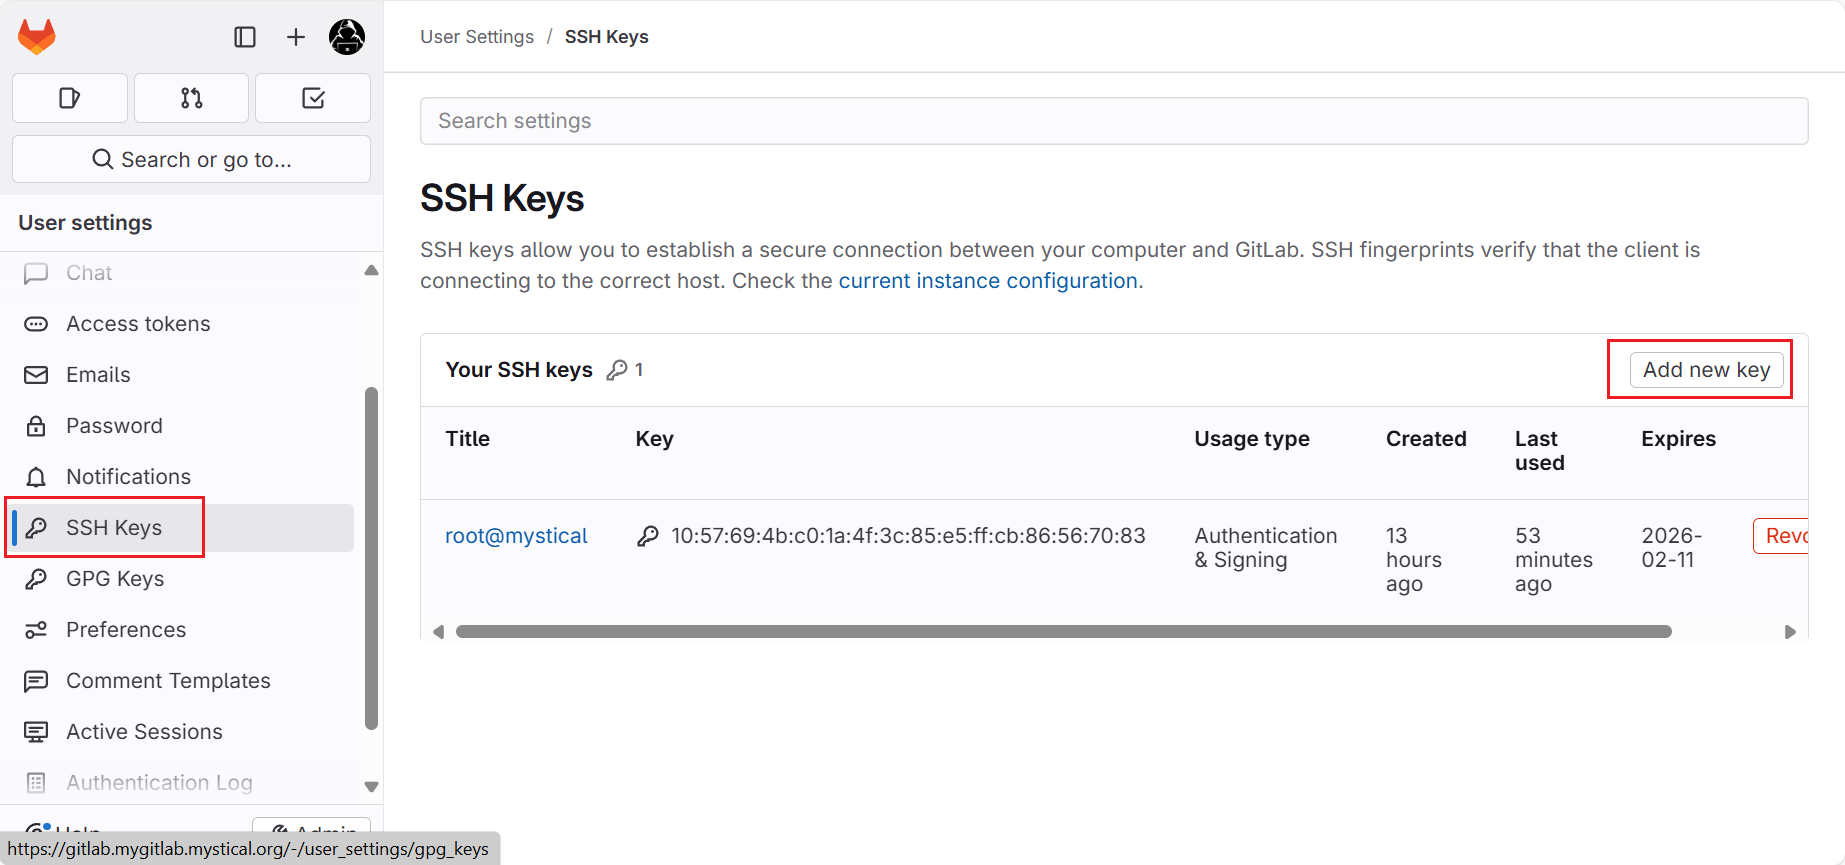 User Settings / SSH Keys
Search or go to...
User settings
Chat
Access tokens
Emails
Password
Notifications
SSH Keys
GPG Keys
Preferences
Comment Templates
Active Sessions
Authentication Log
Help
Admin
https://gitlab.mygitlab.mystical.org/-/user_settings/gpg_keys
Search settings
SSH Keys
SSH keys allow you to establish a secure connection between your computer and GitLab. SSH fingerprints verify that the client is
connecting to the correct host. Check the current instance configuration.
Your SSH keys 1
Add new key
Title Key Usage type Created Last used Expires
root@mystical 10:57:69:4b:c0:1a:4f:3c:85:e5:ff:cb:86:56:70:83 Authentication & Signing 13 hours ago 53 minutes ago 2026-02-11 Revo